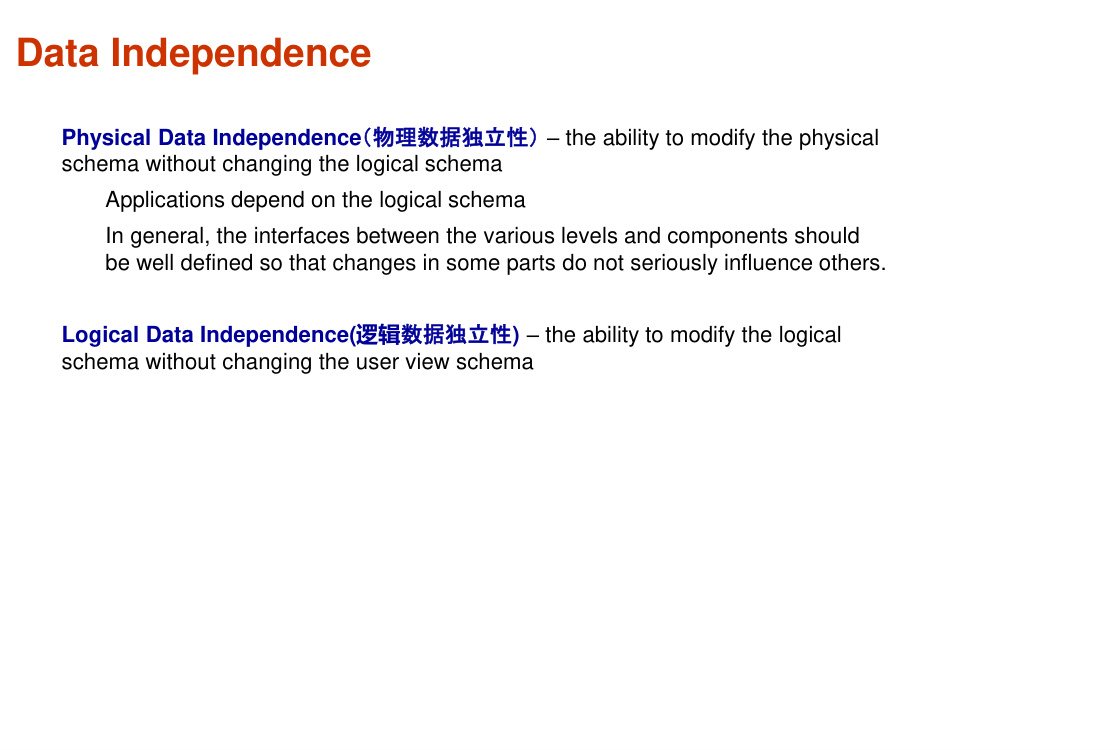 Data Independence
Physical Data Independence（物理数据独立性） – the ability to modify the physical
schema without changing the logical schema
Applications depend on the logical schema
In general, the interfaces between the various levels and components should
be well defined so that changes in some parts do not seriously influence others.
Logical Data Independence(逻辑数据独立性) – the ability to modify the logical
schema without changing the user view schema